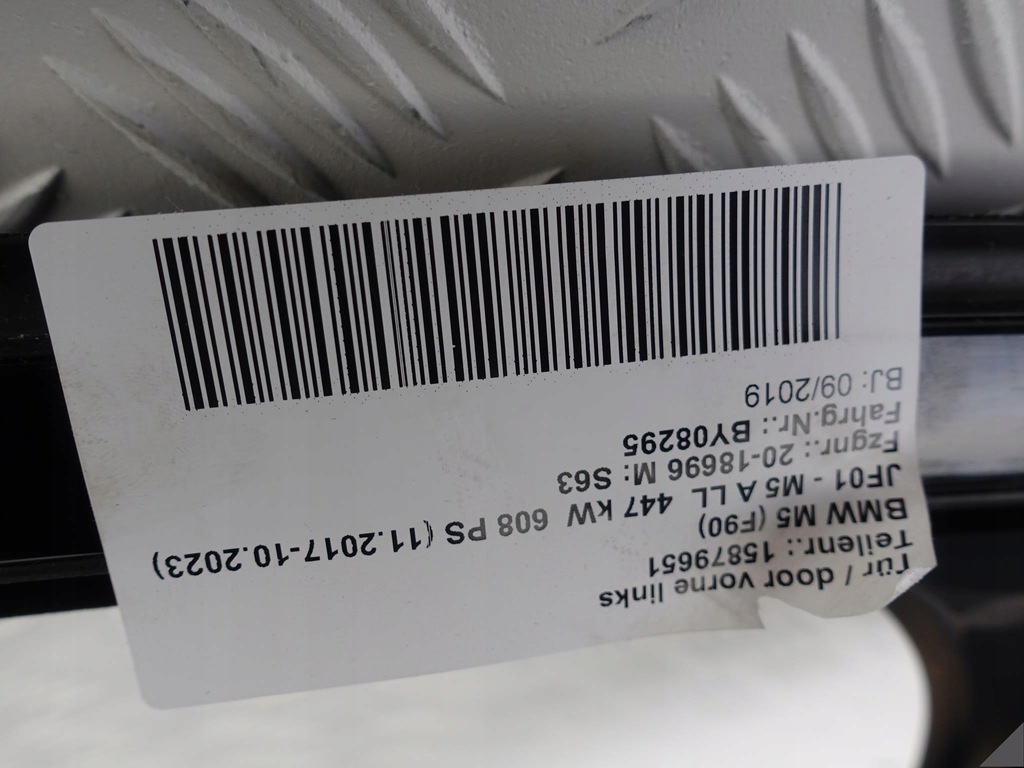 Tür / door vorne links
Teilenr.: 15879651
BMW M5 (F90)
JF01 - M5 A LL 447 kW 608 PS (11.2017-10.2023)
Fzgnr.: 20-18696 M: S63
Fahrg.Nr.: BY08295
BJ: 09/2019